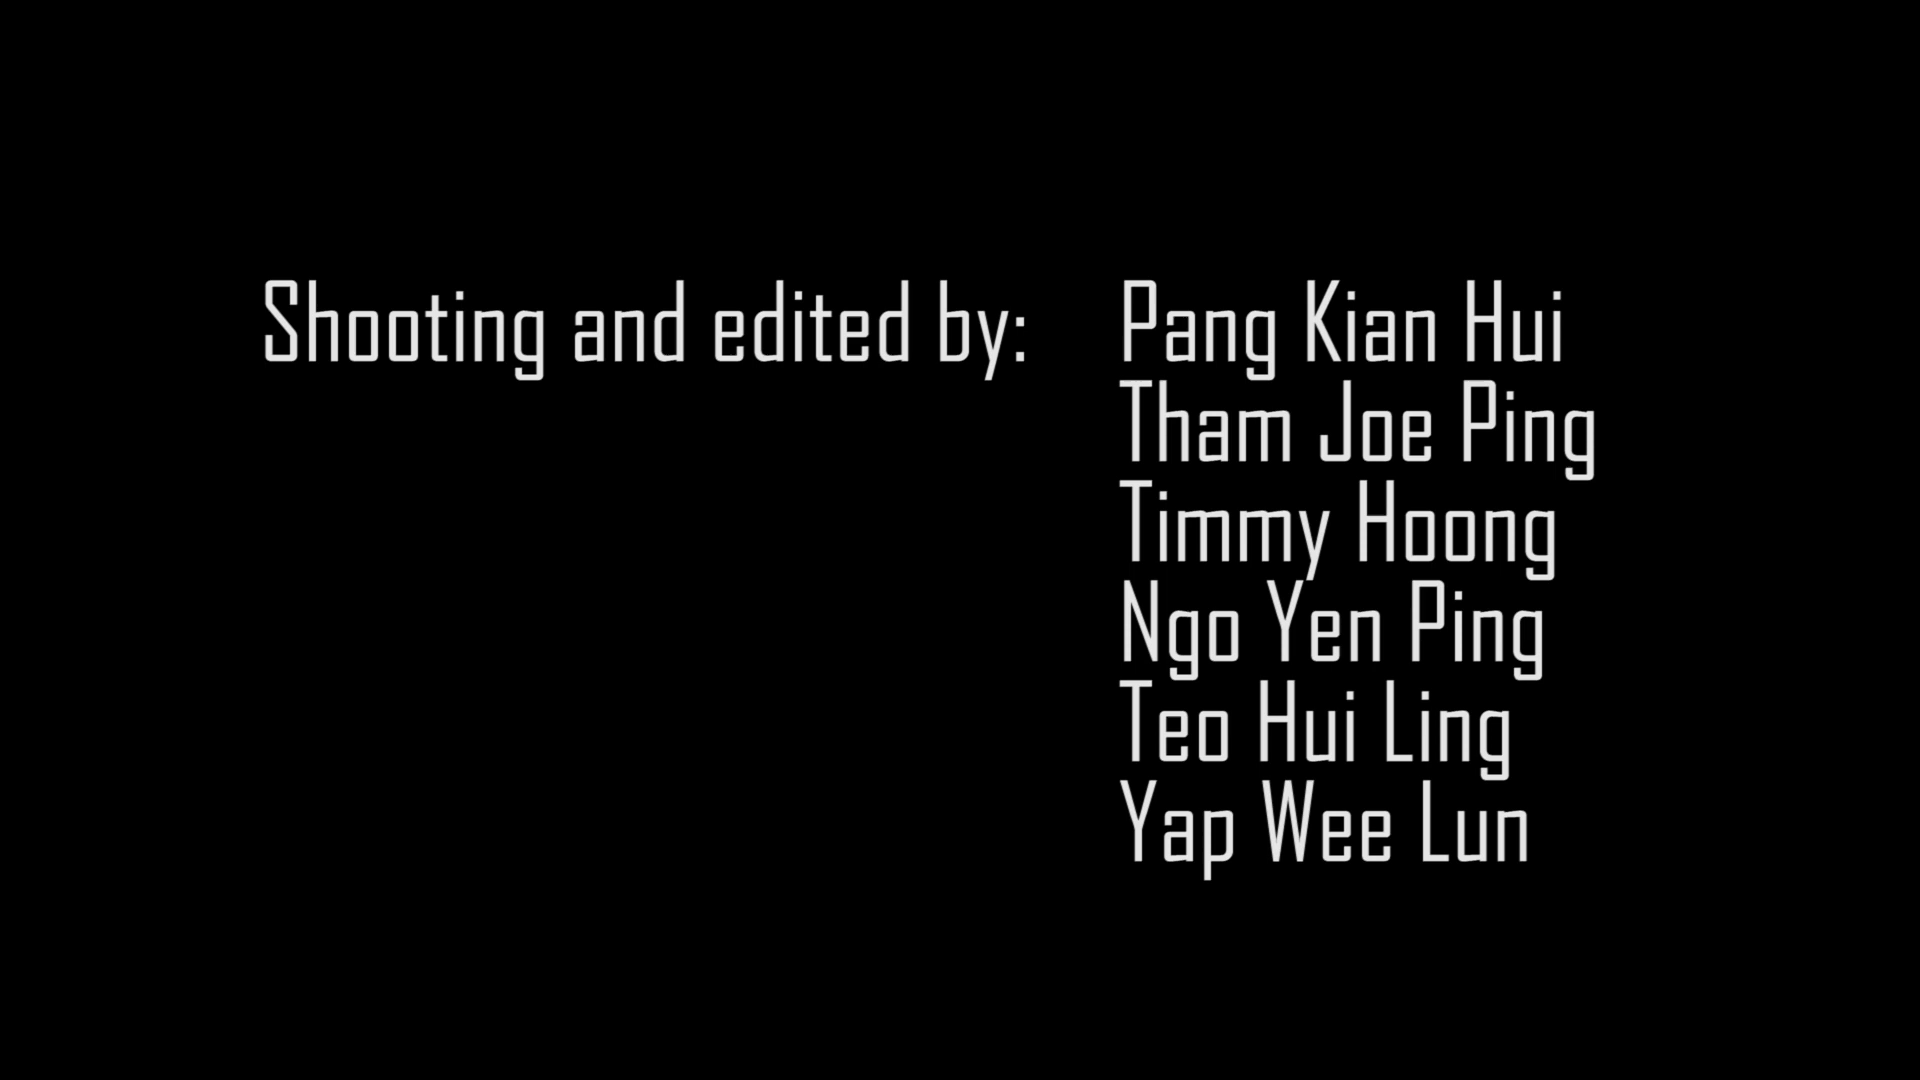 Shooting and edited by: Pang Kian Hui
Tham Joe Ping
Timmy Hoong
Ngo Yen Ping
Teo Hui Ling
Yap Wee Lun